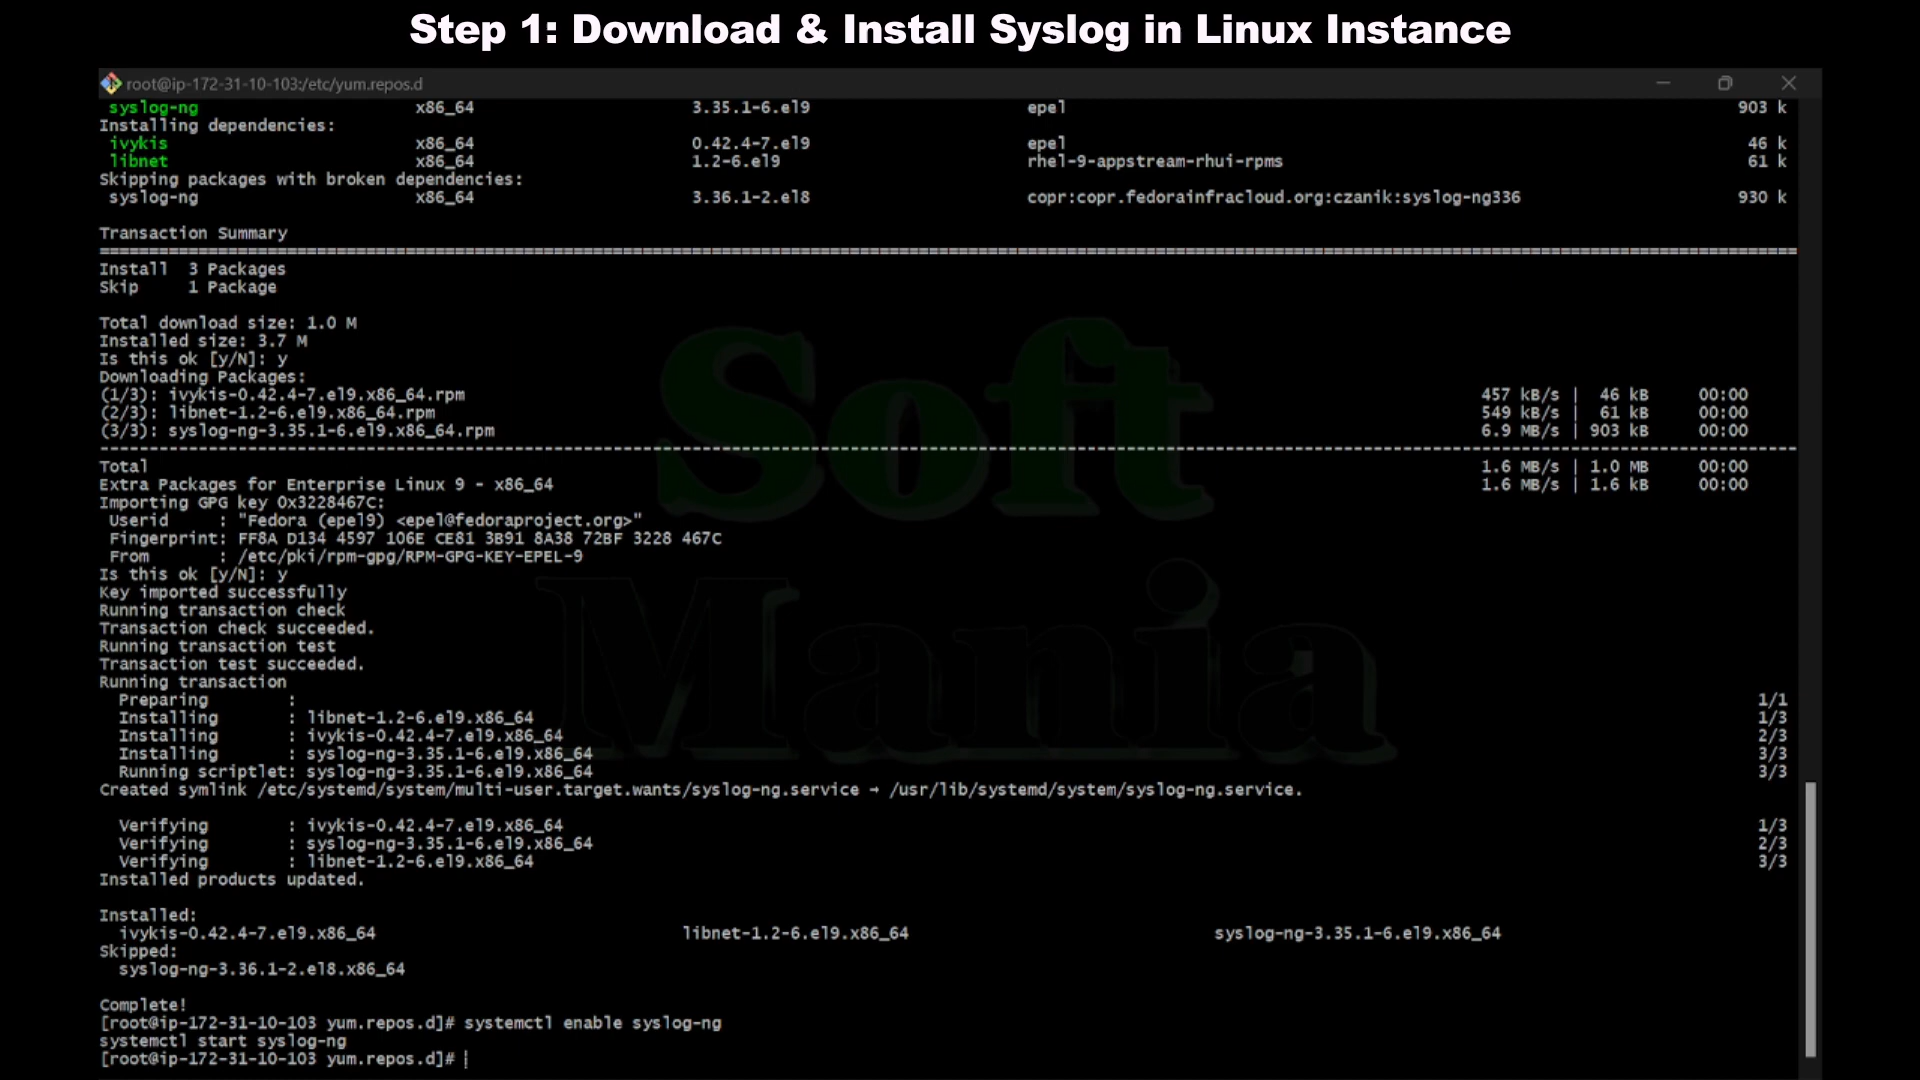 Step 1: Download & Install Syslog in Linux Instance
root@ip-172-31-10-103:/etc/yum.repos.d
syslog-ng x86_64 3.35.1-6.el9 epel 903 k
Installing dependencies:
ivykis x86_64 0.42.4-7.el9 epel 46 k
libnet x86_64 1.2-6.el9 rhel-9-appstream-rhui-rpms 61 k
Skipping packages with broken dependencies:
syslog-ng x86_64 3.36.1-2.el8 copr:copr.fedorainfracloud.org:czanik:syslog-ng336 930 k
Transaction Summary
================================================================================
Install 3 Packages
Skip 1 Package
Total download size: 1.0 M
Installed size: 3.7 M
Is this ok [y/N]: y
Downloading Packages:
(1/3): ivykis-0.42.4-7.el9.x86_64.rpm 457 kB/s | 46 kB 00:00
(2/3): libnet-1.2-6.el9.x86_64.rpm 549 kB/s | 61 kB 00:00
(3/3): syslog-ng-3.35.1-6.el9.x86_64.rpm 6.9 MB/s | 903 kB 00:00
--------------------------------------------------------------------------------
Total 1.6 MB/s | 1.0 MB 00:00
Extra Packages for Enterprise Linux 9 - x86_64 1.6 MB/s | 1.6 kB 00:00
Importing GPG key 0x3228467C:
Userid : "Fedora (epel9) <epel@fedoraproject.org>"
Fingerprint: FF8A D134 4597 106E CE81 3B91 8A38 72BF 3228 467C
From : /etc/pki/rpm-gpg/RPM-GPG-KEY-EPEL-9
Is this ok [y/N]: y
Key imported successfully
Running transaction check
Transaction check succeeded.
Running transaction test
Transaction test succeeded.
Running transaction
Preparing : 1/1
Installing : libnet-1.2-6.el9.x86_64 1/3
Installing : ivykis-0.42.4-7.el9.x86_64 2/3
Installing : syslog-ng-3.35.1-6.el9.x86_64 3/3
Running scriptlet: syslog-ng-3.35.1-6.el9.x86_64 3/3
Created symlink /etc/systemd/system/multi-user.target.wants/syslog-ng.service → /usr/lib/systemd/system/syslog-ng.service.
Verifying : ivykis-0.42.4-7.el9.x86_64 1/3
Verifying : syslog-ng-3.35.1-6.el9.x86_64 2/3
Verifying : libnet-1.2-6.el9.x86_64 3/3
Installed products updated.
Installed:
ivykis-0.42.4-7.el9.x86_64 libnet-1.2-6.el9.x86_64 syslog-ng-3.35.1-6.el9.x86_64
Skipped:
syslog-ng-3.36.1-2.el8.x86_64
Complete!
[root@ip-172-31-10-103 yum.repos.d]# systemctl enable syslog-ng
systemctl start syslog-ng
[root@ip-172-31-10-103 yum.repos.d]#
Soft
Mania